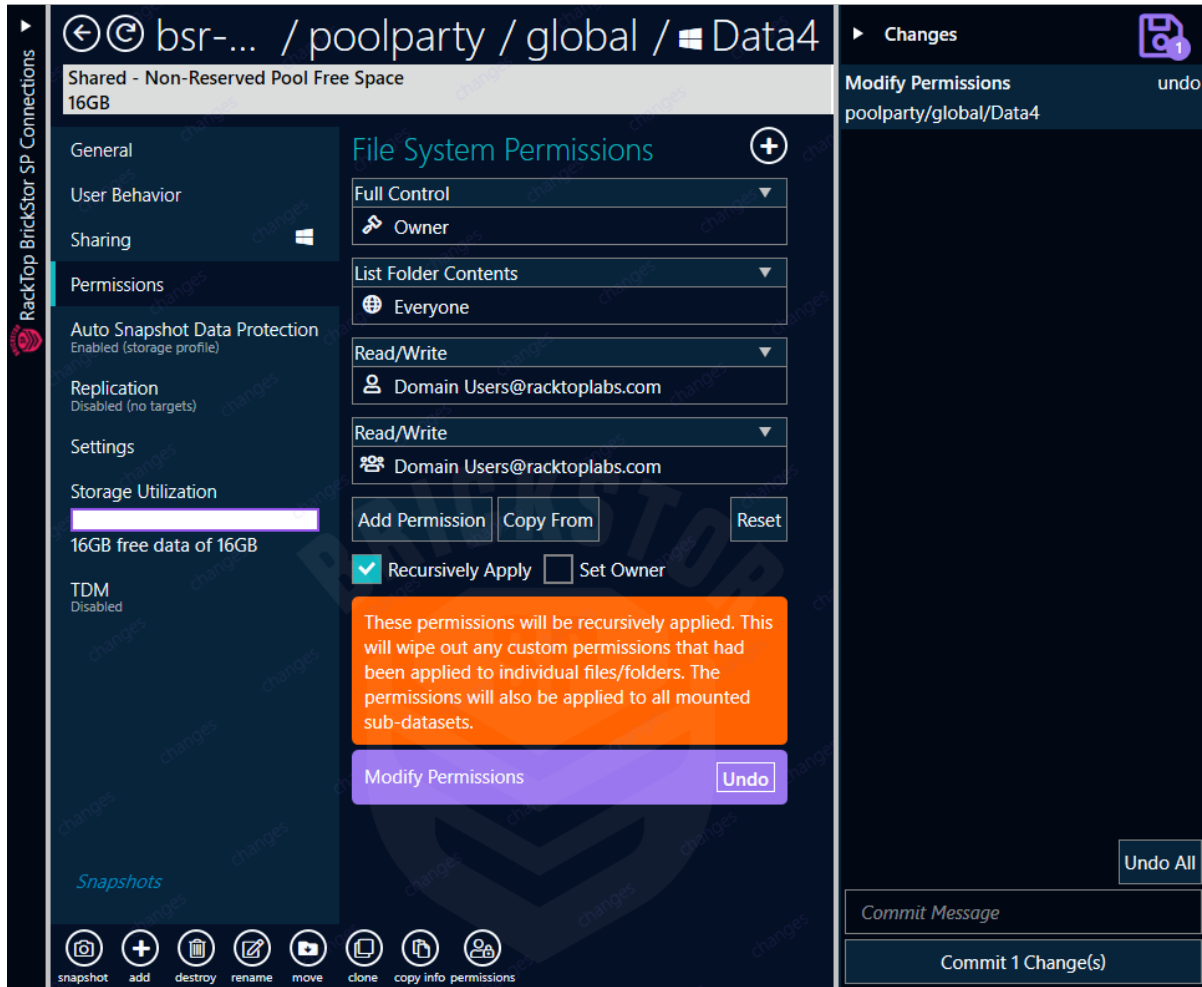 RackTop BrickStor SP Connections
bsr-... / poolparty / global / Data4
Shared - Non-Reserved Pool Free Space
16GB
General
User Behavior
Sharing
Permissions
Auto Snapshot Data Protection
Enabled (storage profile)
Replication
Disabled (no targets)
Settings
Storage Utilization
16GB free data of 16GB
TDM
Disabled
Snapshots
File System Permissions
Full Control
Owner
List Folder Contents
Everyone
Read/Write
Domain Users@racktoplabs.com
Read/Write
Domain Users@racktoplabs.com
Add Permission Copy From Reset
Recursively Apply Set Owner
These permissions will be recursively applied. This
will wipe out any custom permissions that had
been applied to individual files/folders. The
permissions will also be applied to all mounted
sub-datasets.
Modify Permissions Undo
BRICKSTOR
changes
snapshot add destroy rename move clone copy info permissions
Changes
1
Modify Permissions undo
poolparty/global/Data4
Undo All
Commit Message
Commit 1 Change(s)